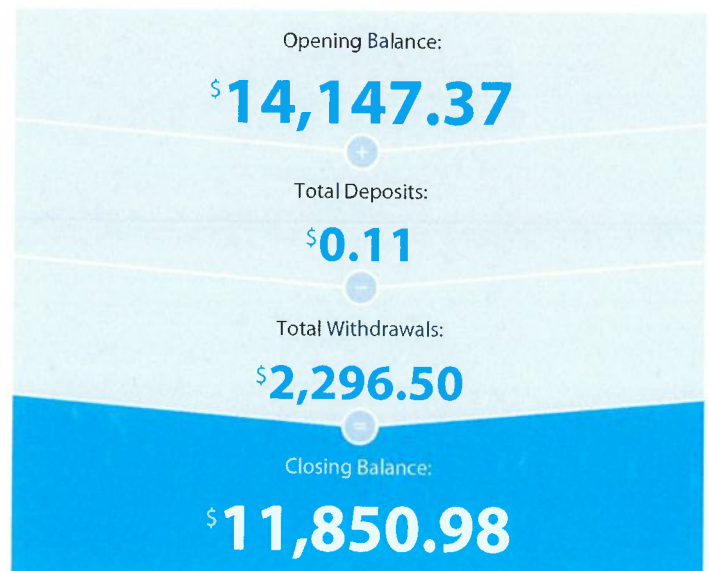 Opening Balance:
$14,147.37
+
Total Deposits:
$0.11
−
Total Withdrawals:
$2,296.50
=
Closing Balance:
$11,850.98